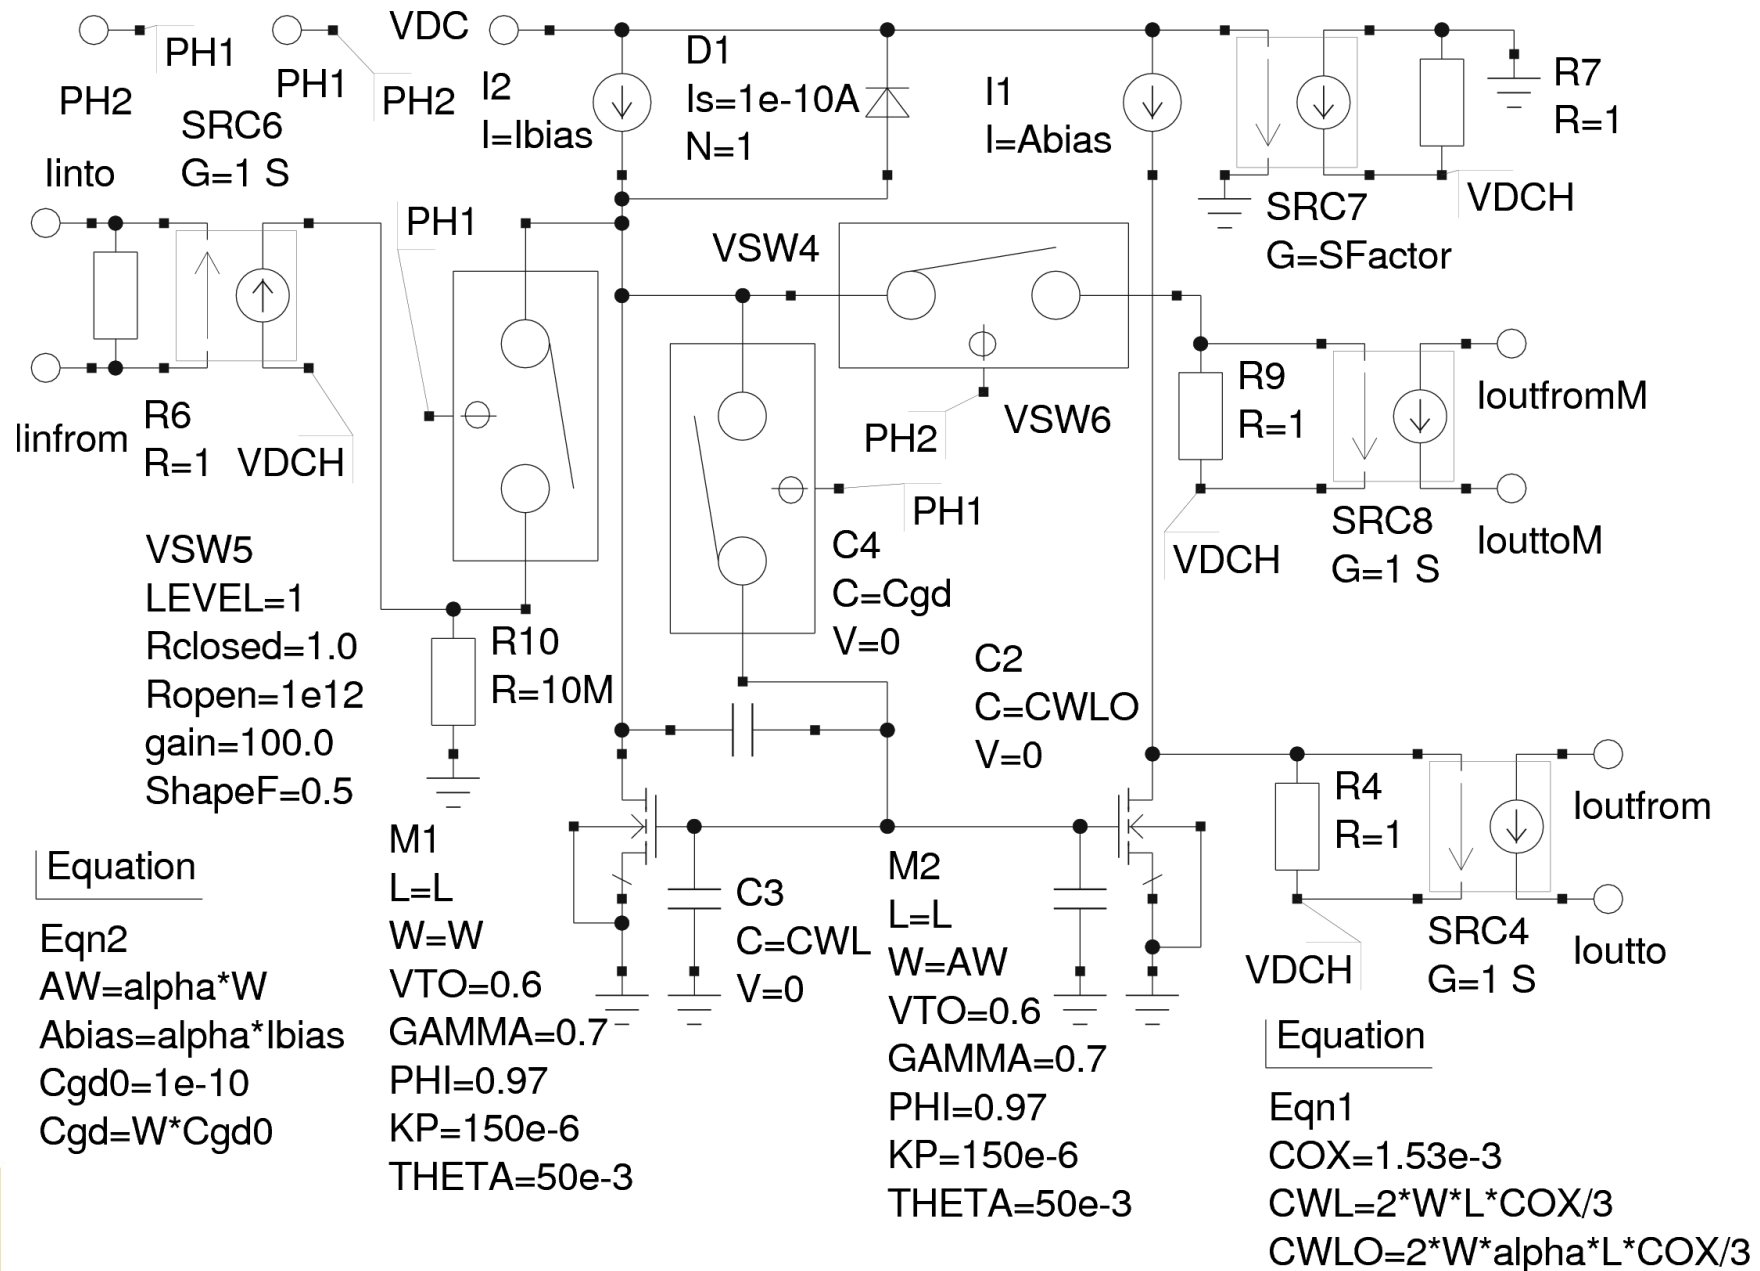 PH1
PH2
PH1
PH2
VDC
I2
I=Ibias
D1
Is=1e-10A
N=1
I1
I=Abias
R7
R=1
SRC6
G=1 S
Iinto
PH1
VSW4
SRC7
G=SFactor
VDCH
Iinfrom
R6
R=1
VDCH
PH2
VSW6
R9
R=1
IoutfromM
PH1
VDCH
SRC8
G=1 S
IouttoM
VSW5
LEVEL=1
Rclosed=1.0
Ropen=1e12
gain=100.0
ShapeF=0.5
R10
R=10M
C4
C=Cgd
V=0
C2
C=CWLO
V=0
R4
R=1
Ioutfrom
Ioutto
VDCH
SRC4
G=1 S
Equation
Eqn2
AW=alpha*W
Abias=alpha*Ibias
Cgd0=1e-10
Cgd=W*Cgd0
M1
L=L
W=W
VTO=0.6
GAMMA=0.7
PHI=0.97
KP=150e-6
THETA=50e-3
C3
C=CWL
V=0
M2
L=L
W=AW
VTO=0.6
GAMMA=0.7
PHI=0.97
KP=150e-6
THETA=50e-3
Equation
Eqn1
COX=1.53e-3
CWL=2*W*L*COX/3
CWLO=2*W*alpha*L*COX/3